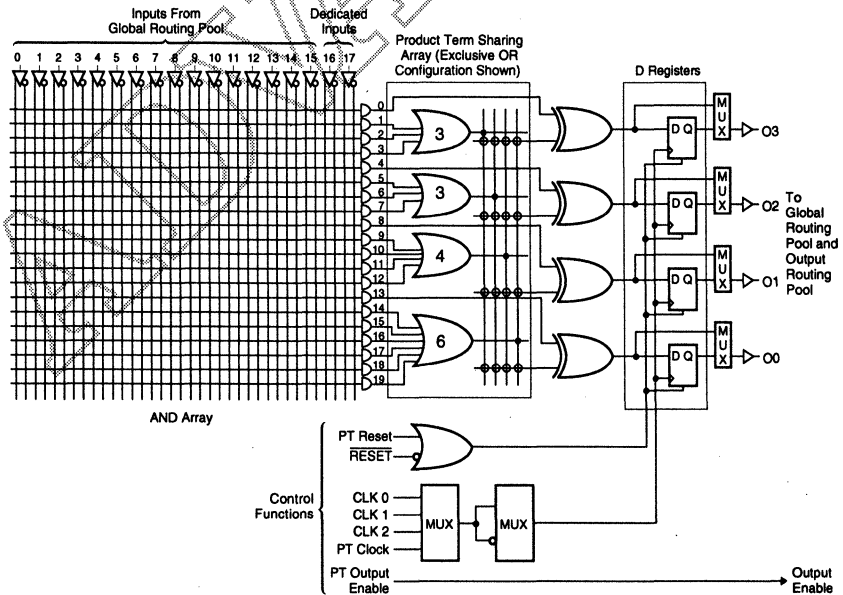 Inputs From
Global Routing Pool
Dedicated
Inputs
0 1 2 3 4 5 6 7 8 9 10 11 12 13 14 15 16 17
Product Term Sharing
Array (Exclusive OR
Configuration Shown)
D Registers
0
1
2
3
4
5
6
7
8
9
10
11
12
13
14
15
16
17
18
19
3
3
4
6
D Q
D Q
D Q
D Q
MUX
MUX
MUX
MUX
O3
O2
O1
O0
To
Global
Routing
Pool and
Output
Routing
Pool
AND Array
Control
Functions
PT Reset
RESET
CLK 0
CLK 1
CLK 2
PT Clock
MUX
MUX
PT Output
Enable
Output
Enable